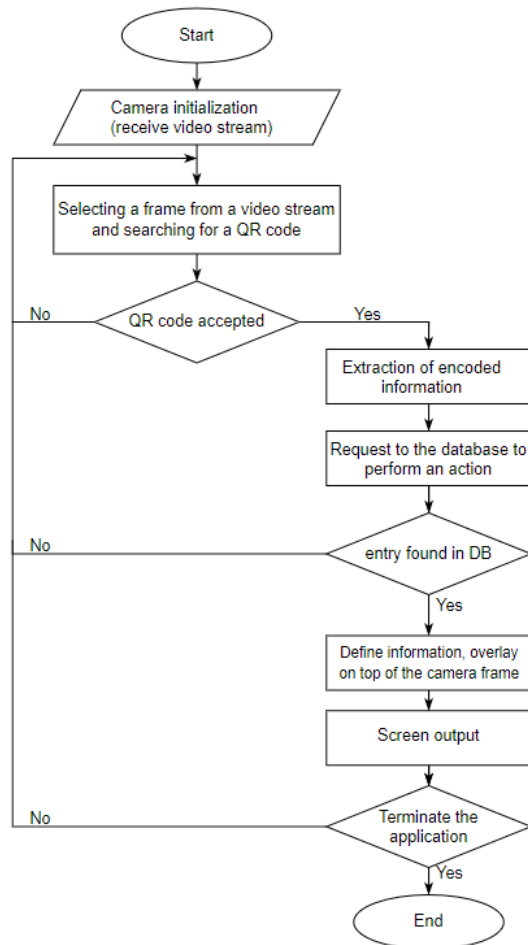 Start
Camera initialization
(receive video stream)
Selecting a frame from a video stream
and searching for a QR code
No
QR code accepted
Yes
Extraction of encoded
information
Request to the database to
perform an action
No
entry found in DB
Yes
Define information, overlay
on top of the camera frame
Screen output
No
Terminate the
application
Yes
End